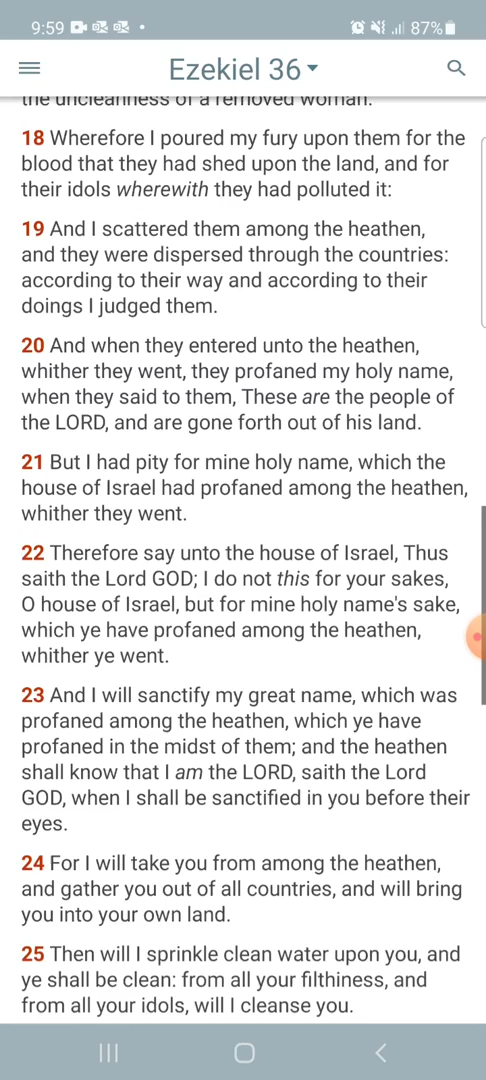 9:59 87%
Ezekiel 36
the uncleanness of a removed woman.
18 Wherefore I poured my fury upon them for the
blood that they had shed upon the land, and for
their idols wherewith they had polluted it:
19 And I scattered them among the heathen,
and they were dispersed through the countries:
according to their way and according to their
doings I judged them.
20 And when they entered unto the heathen,
whither they went, they profaned my holy name,
when they said to them, These are the people of
the LORD, and are gone forth out of his land.
21 But I had pity for mine holy name, which the
house of Israel had profaned among the heathen,
whither they went.
22 Therefore say unto the house of Israel, Thus
saith the Lord GOD; I do not this for your sakes,
O house of Israel, but for mine holy name's sake,
which ye have profaned among the heathen,
whither ye went.
23 And I will sanctify my great name, which was
profaned among the heathen, which ye have
profaned in the midst of them; and the heathen
shall know that I am the LORD, saith the Lord
GOD, when I shall be sanctified in you before their
eyes.
24 For I will take you from among the heathen,
and gather you out of all countries, and will bring
you into your own land.
25 Then will I sprinkle clean water upon you, and
ye shall be clean: from all your filthiness, and
from all your idols, will I cleanse you.